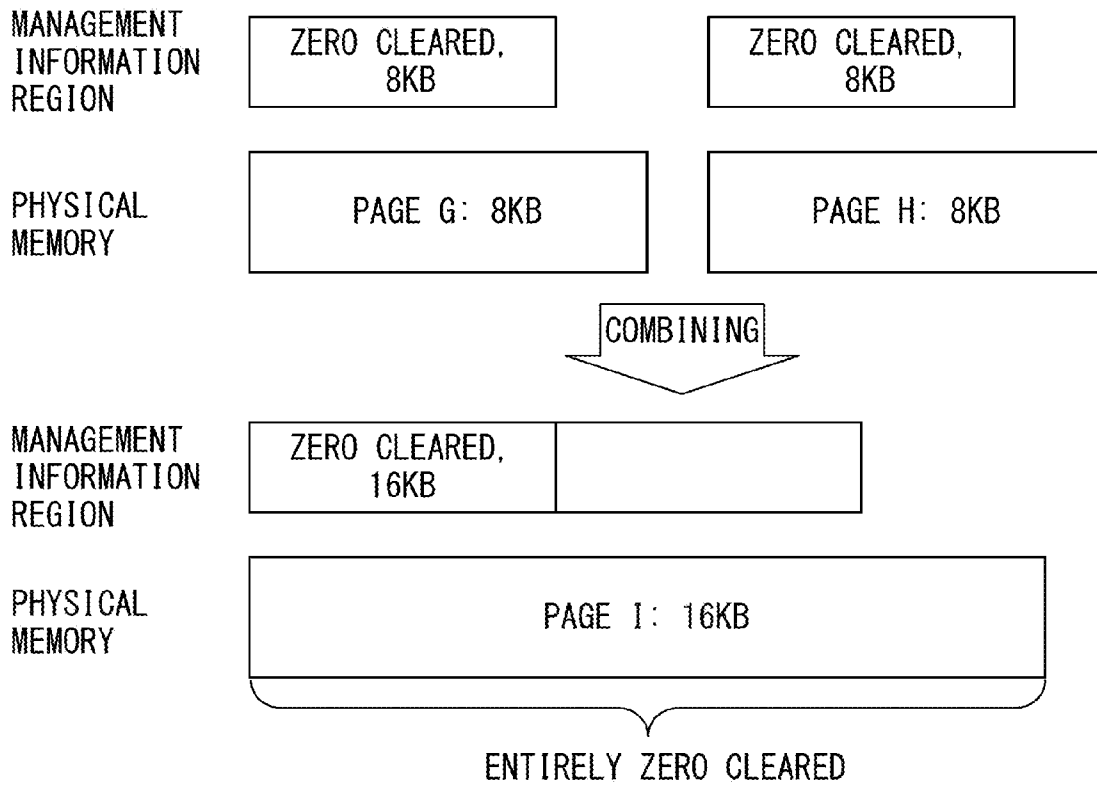 MANAGEMENT
INFORMATION
REGION
ZERO CLEARED,
8KB
ZERO CLEARED,
8KB
PHYSICAL
MEMORY
PAGE G: 8KB
PAGE H: 8KB
COMBINING
MANAGEMENT
INFORMATION
REGION
ZERO CLEARED,
16KB
PHYSICAL
MEMORY
PAGE I: 16KB
ENTIRELY ZERO CLEARED